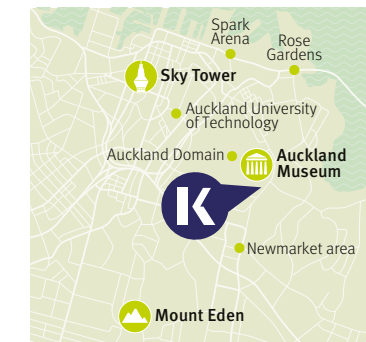 Spark
Arena
Rose
Gardens
Sky Tower
Auckland University
of Technology
Auckland Domain
Auckland
Museum
K
Newmarket area
Mount Eden